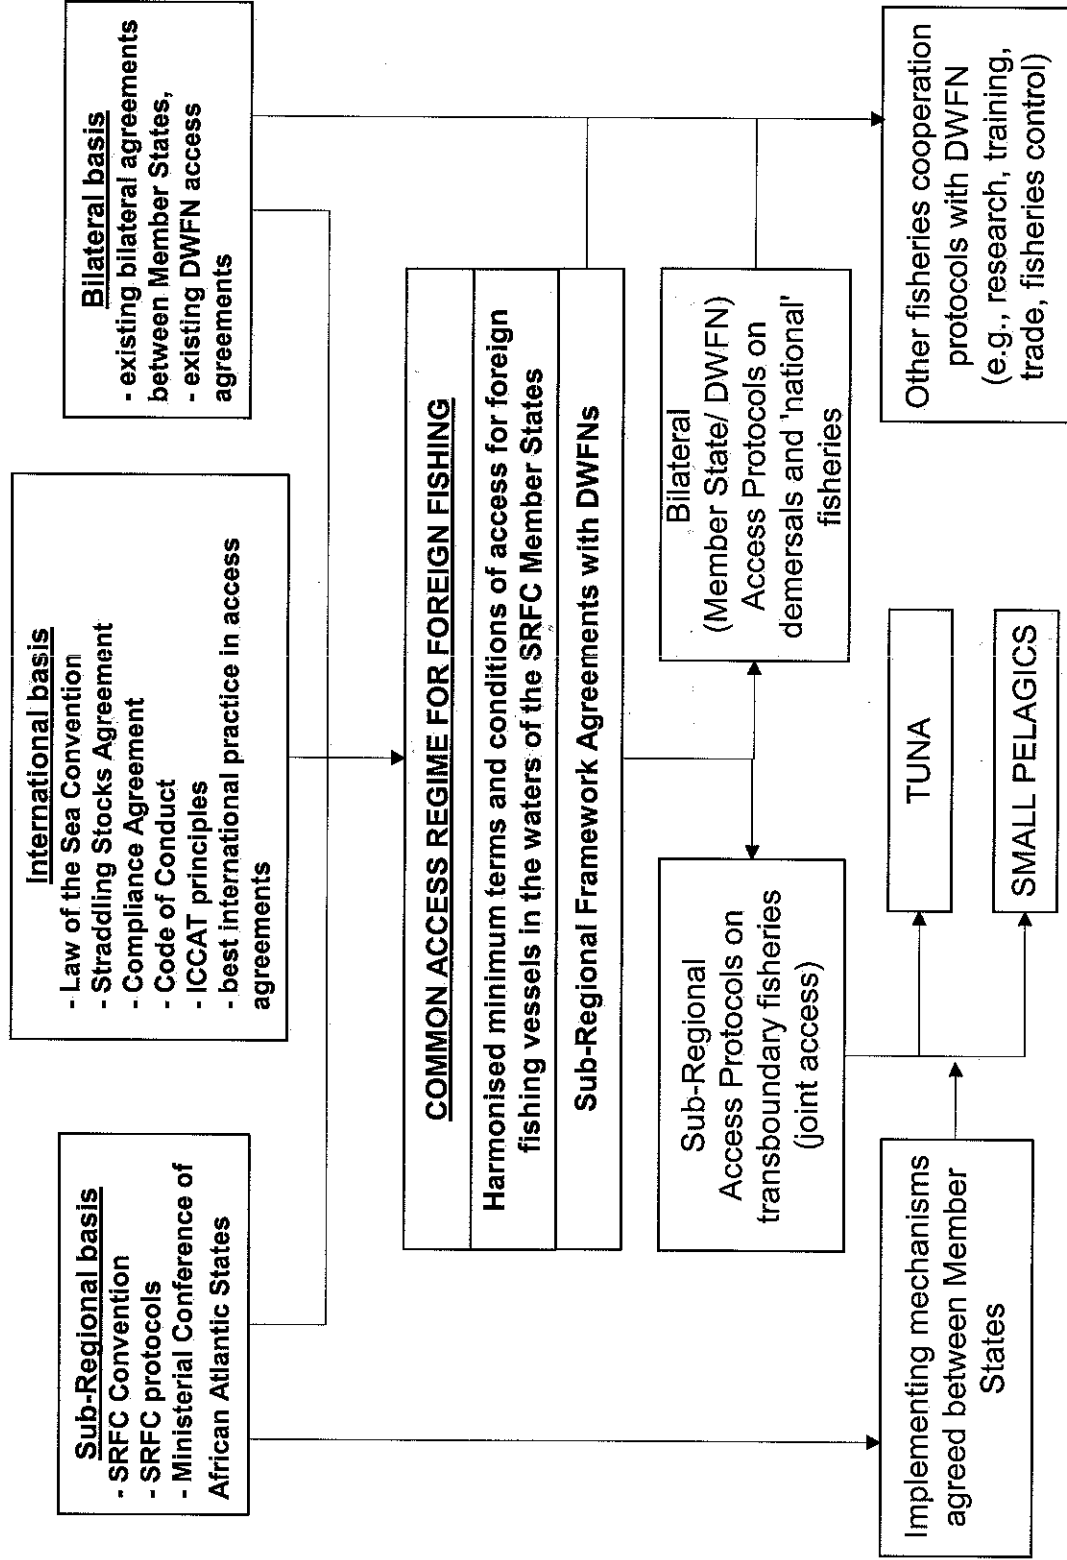 Sub-Regional basis
- SRFC Convention
- SRFC protocols
- Ministerial Conference of
African Atlantic States
International basis
- Law of the Sea Convention
- Straddling Stocks Agreement
- Compliance Agreement
- Code of Conduct
- ICCAT principles
- best international practice in access
agreements
Bilateral basis
- existing bilateral agreements
between Member States,
- existing DWFN access
agreements
COMMON ACCESS REGIME FOR FOREIGN FISHING
Harmonised minimum terms and conditions of access for foreign
fishing vessels in the waters of the SRFC Member States
Sub-Regional Framework Agreements with DWFNs
Sub-Regional
Access Protocols on
transboundary fisheries
(joint access)
Bilateral
(Member State/ DWFN)
Access Protocols on
demersals and 'national'
fisheries
Implementing mechanisms
agreed between Member
States
TUNA
SMALL PELAGICS
Other fisheries cooperation
protocols with DWFN
(e.g., research, training,
trade, fisheries control)